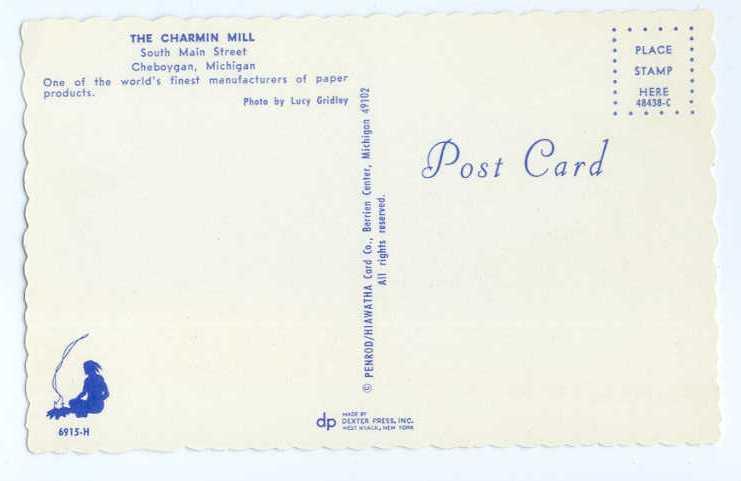 THE CHARMIN MILL
South Main Street
Cheboygan, Michigan
One of the world's finest manufacturers of paper
products.
Photo by Lucy Gridley
© PENROD/HIAWATHA Card Co., Berrien Center, Michigan 49102
All rights reserved.
PLACE
STAMP
HERE
48438-C
Post Card
6915-H
dp
MADE BY
DEXTER PRESS, INC.
WEST NYACK, NEW YORK